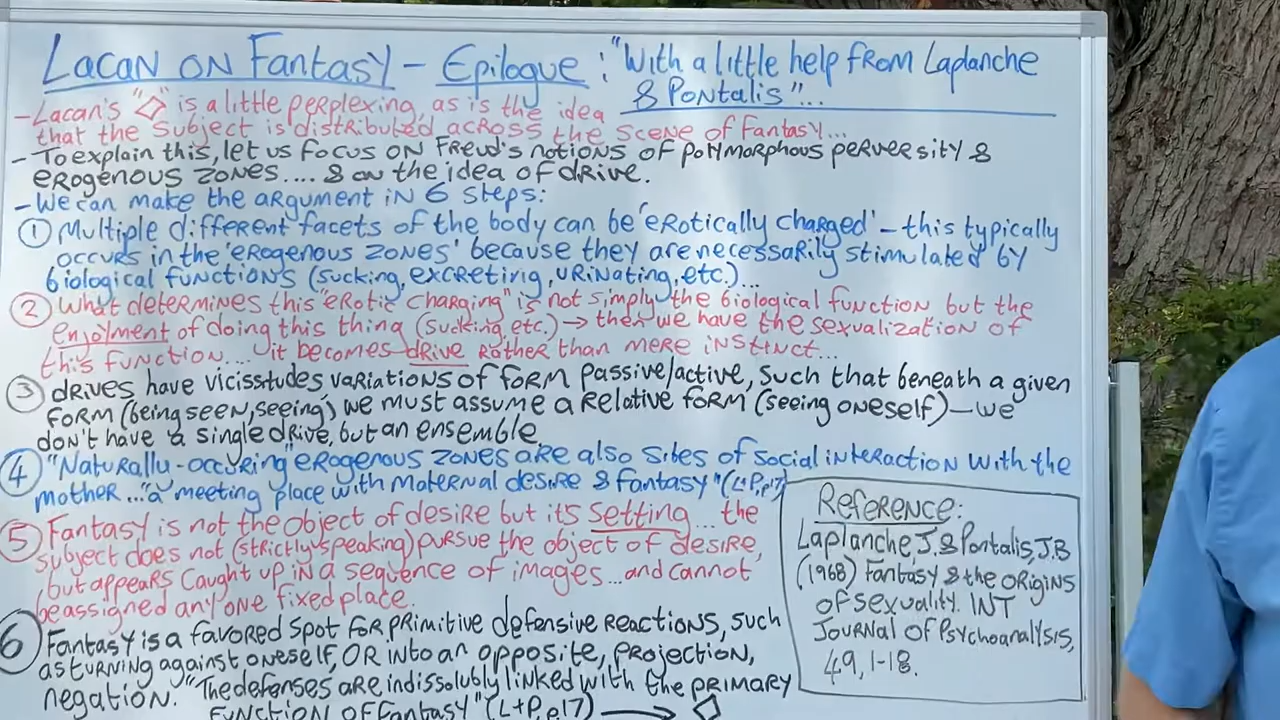 Lacan on Fantasy – Epilogue: "With a little help from Laplanche
& Pontalis"...
- Lacan's "◇" is a little perplexing, as is the idea
that the subject is distributed across the scene of fantasy...
- To explain this, let us focus on Freud's notions of polymorphous perversity &
erogenous zones.... & on the idea of drive.
- We can make the argument in 6 steps:
① Multiple different facets of the body can be 'erotically charged' – this typically
occurs in the 'erogenous zones' because they are necessarily stimulated by
biological functions (sucking, excreting, urinating, etc.)...
② What determines this "erotic charging" is not simply the biological function but the
enjoyment of doing this thing (sucking etc.) → then we have the sexualization of
this function.... it becomes drive rather than mere instinct...
③ drives have vicisstudes variations of form passive/active, such that beneath a given
form (being seen, seeing) we must assume a relative form (seeing oneself) – we
don't have a single drive, but an ensemble.
④ "Naturally-occuring" erogenous zones are also sites of social interaction with the
mother... "a meeting place with maternal desire & fantasy" (L+P, p17)
⑤ Fantasy is not the object of desire but its setting... the
subject does not (strictly speaking) pursue the object of desire,
but appears caught up in a sequence of images... and cannot
be assigned any one fixed place.
⑥ Fantasy is a favored spot for primitive defensive reactions, such
as turning against oneself, or into an opposite, projection,
negation. "The defenses are indissolubly linked with the primary
function of fantasy" (L+P, p17) → ◇
Reference:
Laplanche, J. & Pontalis, J.B
(1968) Fantasy & the origins
of sexuality. Int
Journal of Psychoanalysis,
49, 1-18.